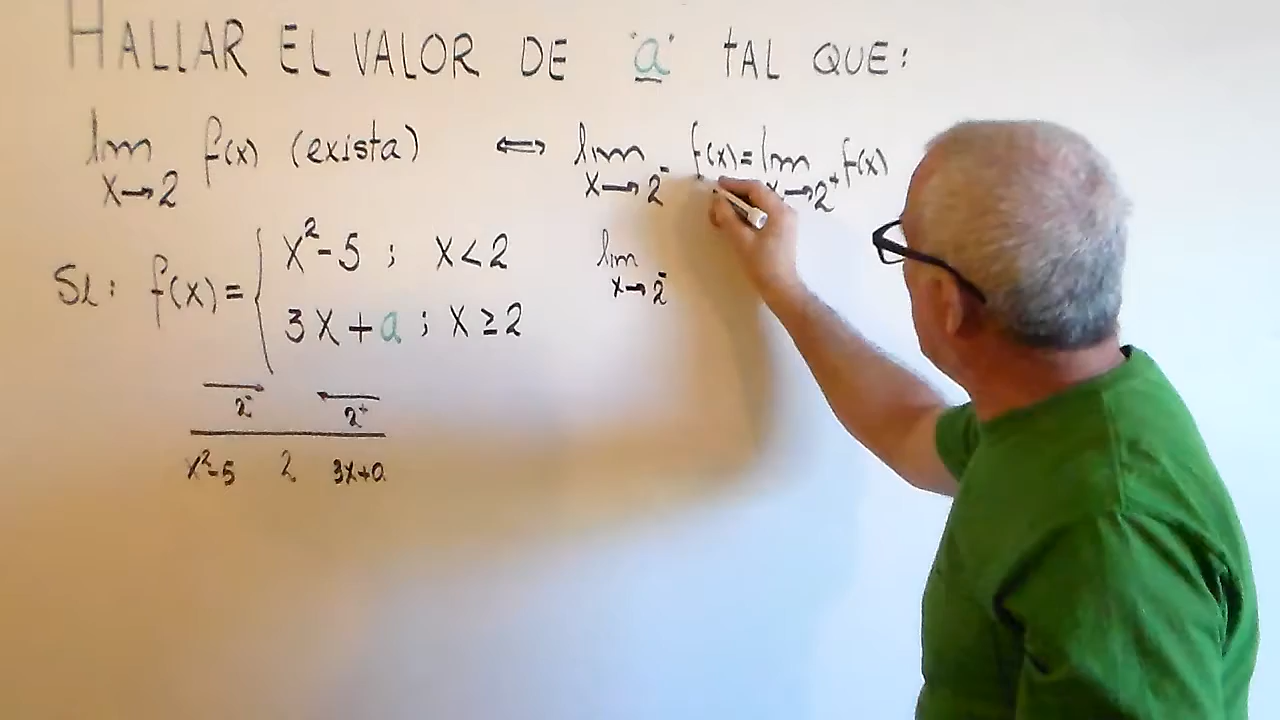 HALLAR EL VALOR DE "a" TAL QUE:
lim x→2 f(x) (exista) ⟺ lim x→2⁻ f(x) = lim x→2⁺ f(x)
SI: f(x) = { x²-5 ; x<2
3x+a ; x≥2
lim x→2⁻
→ 2⁻ ← 2⁺
x²-5 2 3x+a